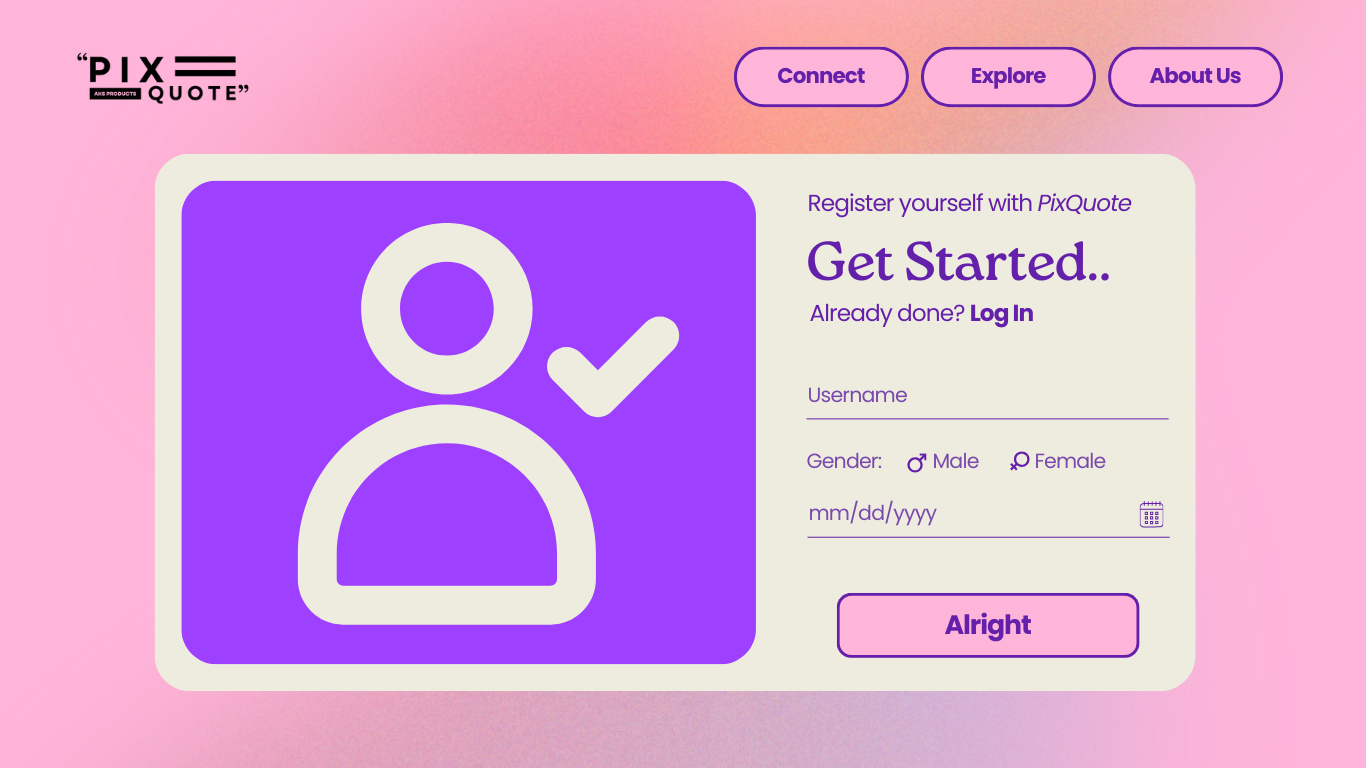 “PIX
AHS PRODUCTS QUOTE”
Connect Explore About Us
Register yourself with PixQuote
Get Started..
Already done? Log In
Username
Gender: Male Female
mm/dd/yyyy
Alright